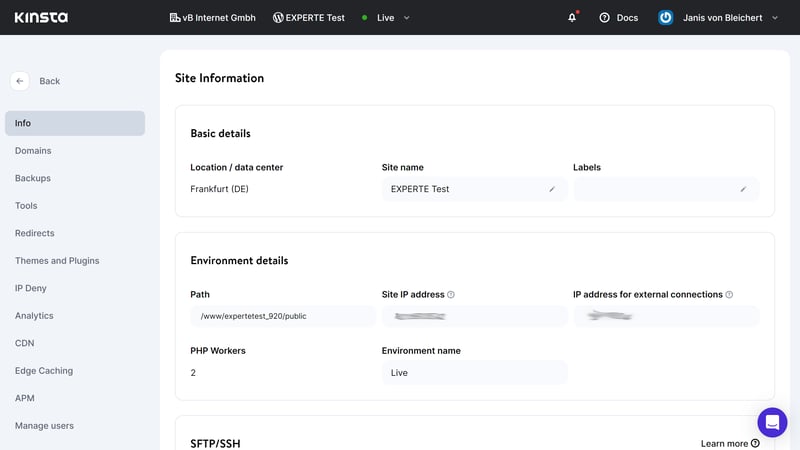 KINSTA vB Internet Gmbh EXPERTE Test Live Docs Janis von Bleichert
Back
Info
Domains
Backups
Tools
Redirects
Themes and Plugins
IP Deny
Analytics
CDN
Edge Caching
APM
Manage users
Site Information
Basic details
Location / data center Site name Labels
Frankfurt (DE) EXPERTE Test
Environment details
Path Site IP address IP address for external connections
/www/expertetest_920/public
PHP Workers Environment name
2 Live
SFTP/SSH Learn more